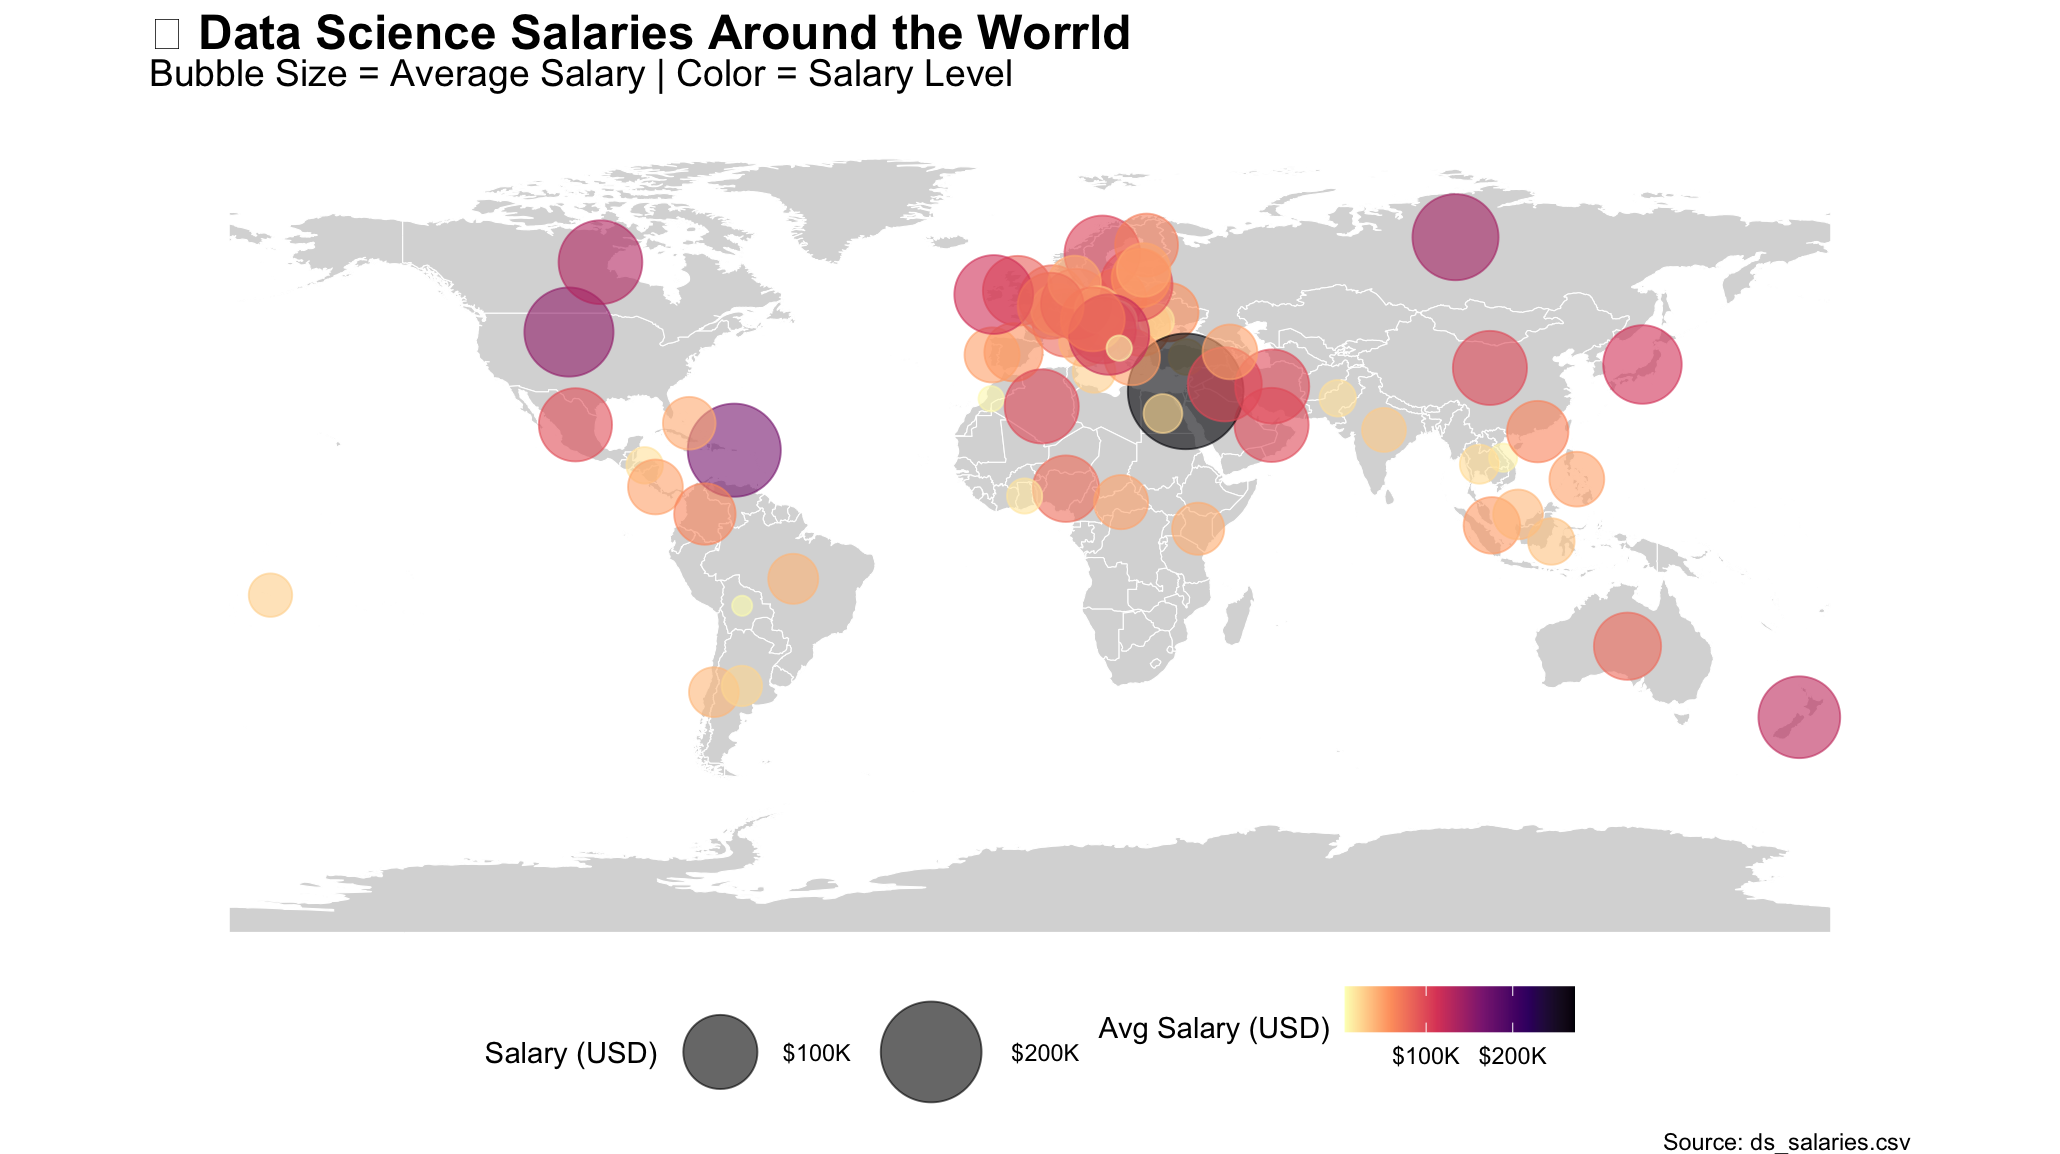 Data Science Salaries Around the Worrld
Bubble Size = Average Salary | Color = Salary Level
Salary (USD)
$100K
$200K
Avg Salary (USD)
$100K
$200K
Source: ds_salaries.csv